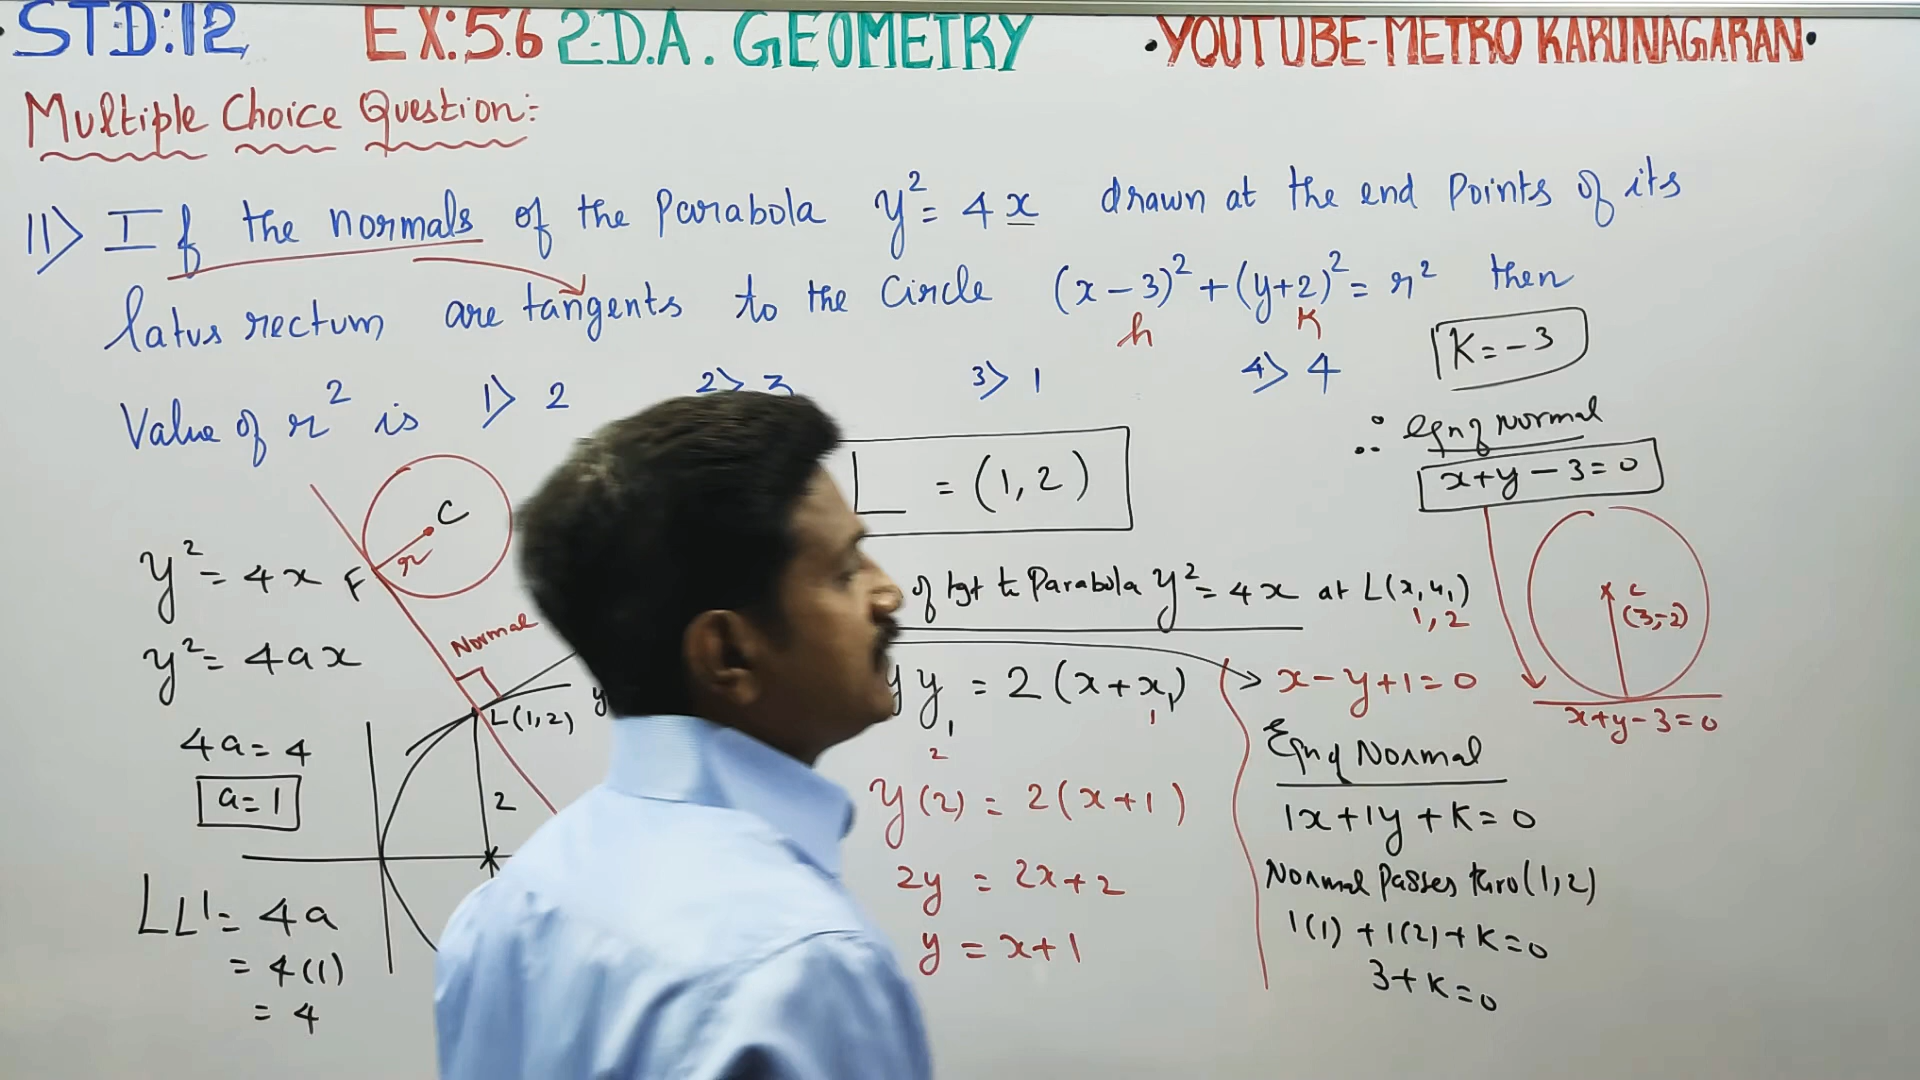 STD:12 EX:5.6 2-D.A. GEOMETRY •YOUTUBE-METRO KARUNAGARAN•
Multiple Choice Question:-
11) If the normals of the Parabola y² = 4x drawn at the end points of its
latus rectum are tangents to the circle (x-3)²+(y+2)² = r² then
h K
Value of r² is 1) 2 2) 3 3) 1 4) 4
K = -3
∴ Eqn of Normal
x+y-3=0
L = (1,2)
C
r
F
Normal
L(1,2)
y
2
y² = 4x
y² = 4ax
4a = 4
a = 1
LL' = 4a
= 4(1)
= 4
of tgt to Parabola y² = 4x at L(x, y₁)
1, 2
yy₁ = 2(x+x₁)
2 1
y(2) = 2(x+1)
2y = 2x+2
y = x+1
x-y+1=0
Eqn of Normal
1x+1y+K=0
Normal Passes thro (1,2)
1(1)+1(2)+K=0
3+K=0
C
(3,-2)
x+y-3=0